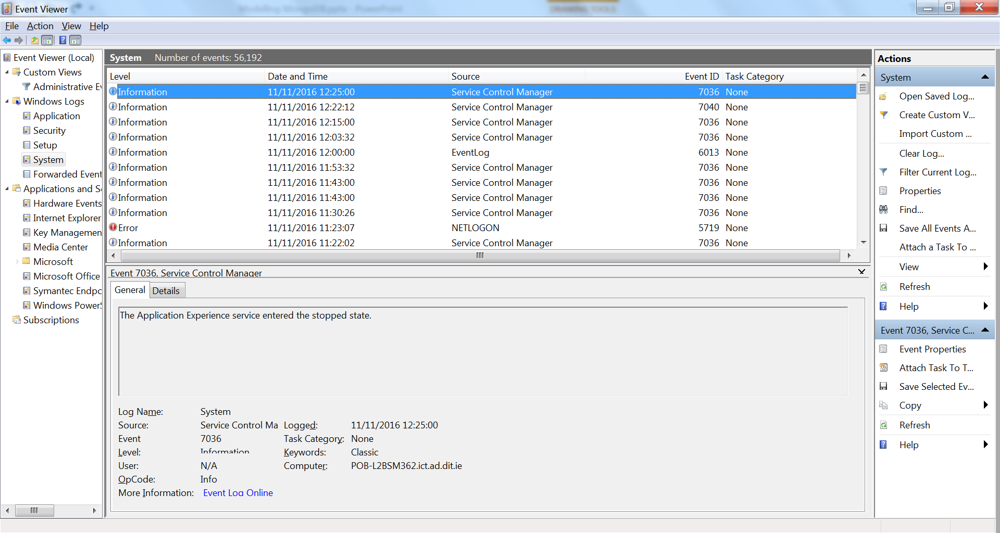 Event Viewer
Modelling MongoDB.pptx - PowerPoint
DRAWING TOOLS
File Action View Help
Event Viewer (Local)
Custom Views
Administrative Ev
Windows Logs
Application
Security
Setup
System
Forwarded Event
Applications and Se
Hardware Events
Internet Explorer
Key Managemen
Media Center
Microsoft
Microsoft Office
Symantec Endpo
Windows PowerS
Subscriptions
System Number of events: 56,192
Level Date and Time Source Event ID Task Category
Information 11/11/2016 12:25:00 Service Control Manager 7036 None
Information 11/11/2016 12:22:12 Service Control Manager 7040 None
Information 11/11/2016 12:15:00 Service Control Manager 7036 None
Information 11/11/2016 12:03:32 Service Control Manager 7036 None
Information 11/11/2016 12:00:00 EventLog 6013 None
Information 11/11/2016 11:53:32 Service Control Manager 7036 None
Information 11/11/2016 11:43:00 Service Control Manager 7036 None
Information 11/11/2016 11:43:00 Service Control Manager 7036 None
Information 11/11/2016 11:30:26 Service Control Manager 7036 None
Error 11/11/2016 11:23:07 NETLOGON 5719 None
Information 11/11/2016 11:22:02 Service Control Manager 7036 None
Event 7036, Service Control Manager
General Details
The Application Experience service entered the stopped state.
Log Name: System
Source: Service Control Ma Logged: 11/11/2016 12:25:00
Event 7036 Task Category: None
Level: Information Keywords: Classic
User: N/A Computer: POB-L2BSM362.ict.ad.dit.ie
OpCode: Info
More Information: Event Log Online
Actions
System
Open Saved Log...
Create Custom V...
Import Custom ...
Clear Log...
Filter Current Log...
Properties
Find...
Save All Events A...
Attach a Task To ...
View
Refresh
Help
Event 7036, Service C...
Event Properties
Attach Task To T...
Save Selected Ev...
Copy
Refresh
Help